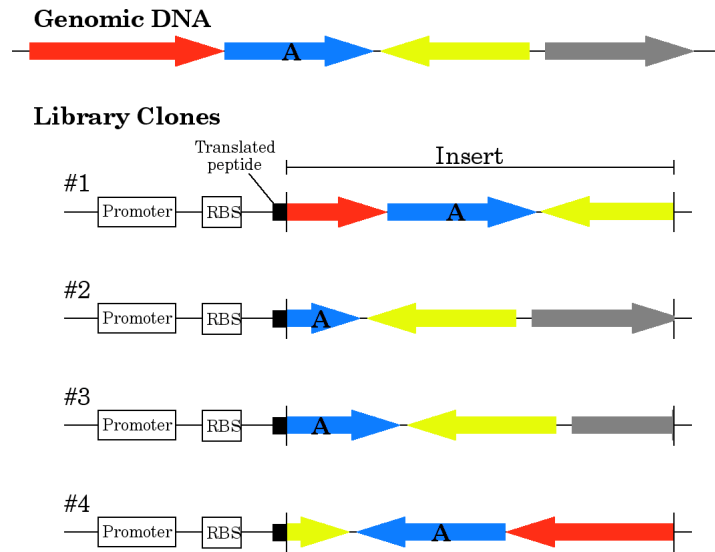 Genomic DNA
A
Library Clones
Translated
peptide
Insert
#1
Promoter
RBS
A
#2
Promoter
RBS
A
#3
Promoter
RBS
A
#4
Promoter
RBS
A